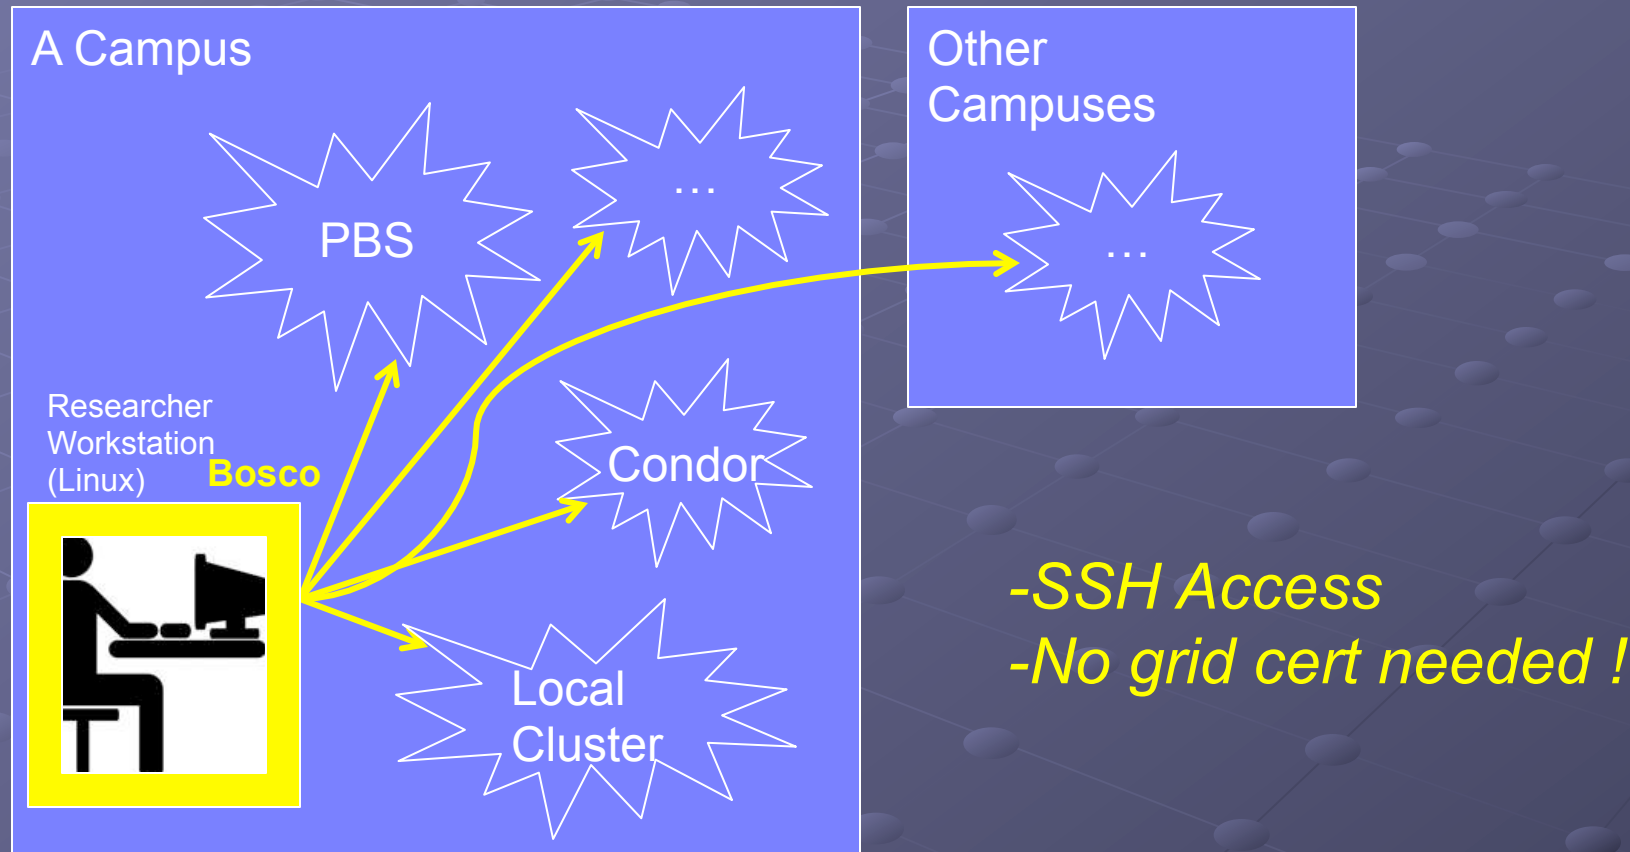 A Campus
Other
Campuses
…
PBS
…
Researcher
Workstation
(Linux)
Bosco
Condor
Local
Cluster
-SSH Access
-No grid cert needed !